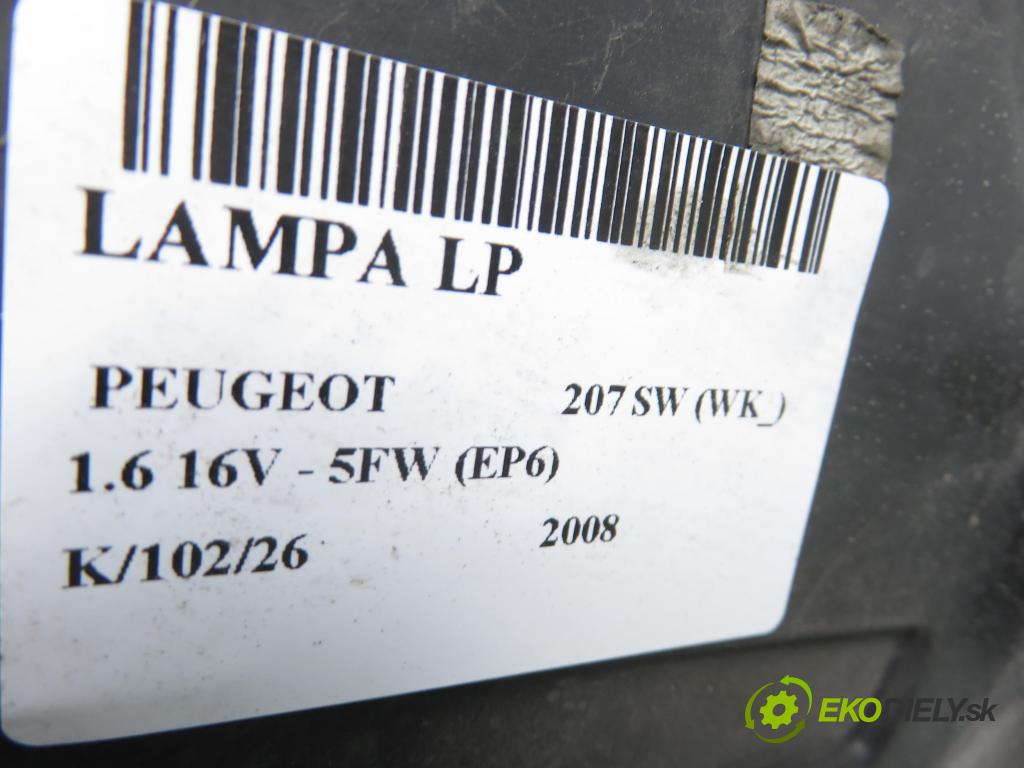 LAMPA LP
PEUGEOT 207 SW (WK_)
1.6 16V - 5FW (EP6)
K/102/26 2008
EKODIELY.sk